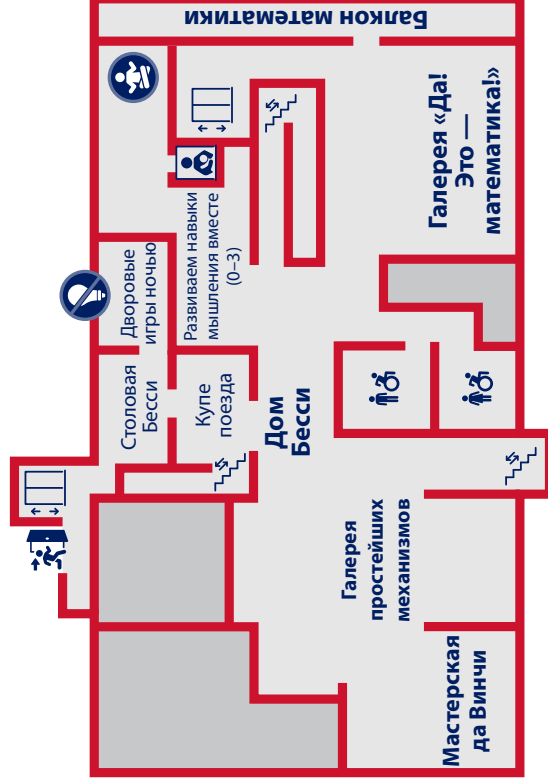 Балкон математики
Галерея «Да!
Это —
математика!»
Развиваем навыки
мышления вместе
(0–3)
Дворовые
игры ночью
Столовая
Бесси
Купе
поезда
Дом
Бесси
Галерея
простейших
механизмов
Мастерская
да Винчи